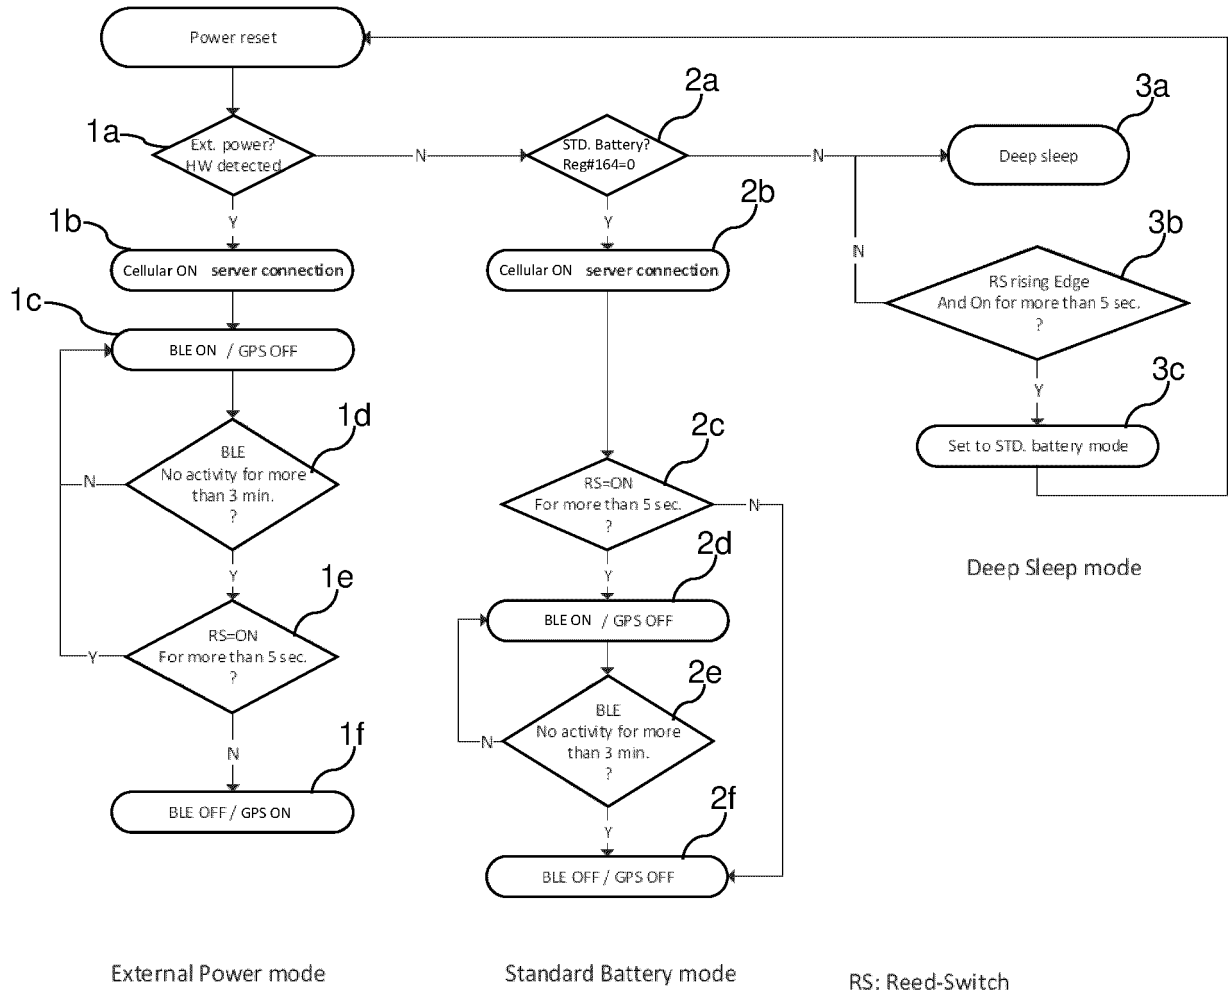 Power reset
1a
Ext. power?
HW detected
N
2a
STD. Battery?
Reg#164=0
N
3a
Deep sleep
Y
1b
Cellular ON server connection
Y
2b
Cellular ON server connection
N
3b
RS rising Edge
And On for more than 5 sec.
?
Y
3c
Set to STD. battery mode
Deep Sleep mode
1c
BLE ON / GPS OFF
1d
BLE
No activity for more
than 3 min.
?
N
Y
1e
RS=ON
For more than 5 sec.
?
Y
N
1f
BLE OFF / GPS ON
2c
RS=ON
For more than 5 sec.
?
N
Y
2d
BLE ON / GPS OFF
2e
BLE
No activity for more
than 3 min.
?
N
Y
2f
BLE OFF / GPS OFF
External Power mode
Standard Battery mode
RS: Reed-Switch